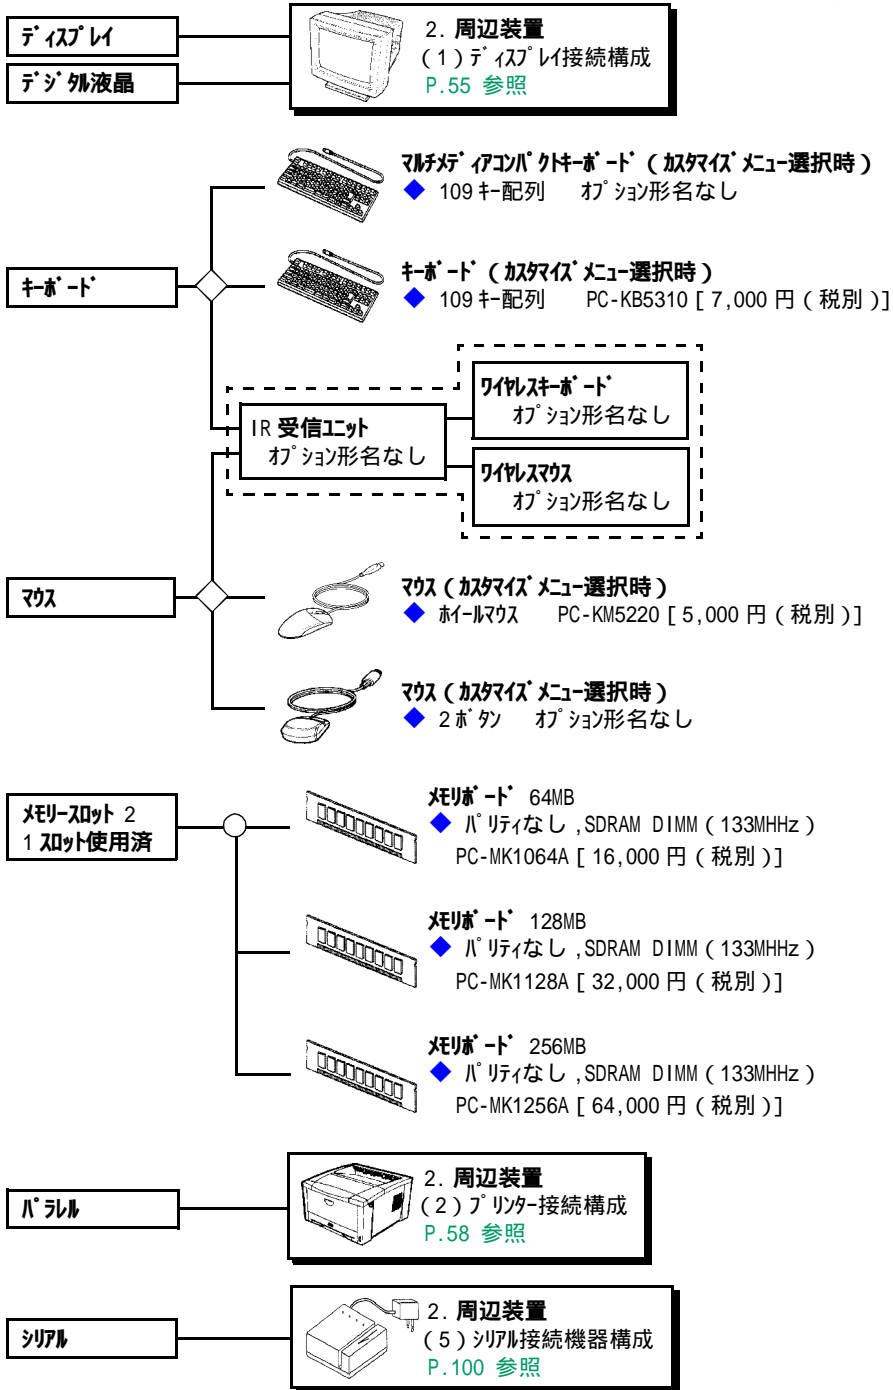 ﾃﾞｨｽﾌﾟﾚｲ
ﾃﾞｼﾞﾀﾙ液晶
2. 周辺装置
(1)ﾃﾞｨｽﾌﾟﾚｲ接続構成
P.55 参照
ﾏﾙﾁﾒﾃﾞｨｱｺﾝﾊﾟｸﾄｷｰﾎﾞｰﾄﾞ(ｶｽﾀﾏｲｽﾞﾒﾆｭｰ選択時)
◆ 109ｷｰ配列 ｵﾌﾟｼｮﾝ形名なし
ｷｰﾎﾞｰﾄﾞ
ｷｰﾎﾞｰﾄﾞ(ｶｽﾀﾏｲｽﾞﾒﾆｭｰ選択時)
◆ 109ｷｰ配列 PC-KB5310[7,000円(税別)]
IR受信ﾕﾆｯﾄ
ｵﾌﾟｼｮﾝ形名なし
ﾜｲﾔﾚｽｷｰﾎﾞｰﾄﾞ
ｵﾌﾟｼｮﾝ形名なし
ﾜｲﾔﾚｽﾏｳｽ
ｵﾌﾟｼｮﾝ形名なし
ﾏｳｽ
ﾏｳｽ(ｶｽﾀﾏｲｽﾞﾒﾆｭｰ選択時)
◆ ﾎｲｰﾙﾏｳｽ PC-KM5220[5,000円(税別)]
ﾏｳｽ(ｶｽﾀﾏｲｽﾞﾒﾆｭｰ選択時)
◆ 2ﾎﾞﾀﾝ ｵﾌﾟｼｮﾝ形名なし
ﾒﾓﾘｰｽﾛｯﾄ 2
1ｽﾛｯﾄ使用済
ﾒﾓﾘﾎﾞｰﾄﾞ 64MB
◆ ﾊﾟﾘﾃｨなし,SDRAM DIMM(133MHHz)
PC-MK1064A[16,000円(税別)]
ﾒﾓﾘﾎﾞｰﾄﾞ 128MB
◆ ﾊﾟﾘﾃｨなし,SDRAM DIMM(133MHHz)
PC-MK1128A[32,000円(税別)]
ﾒﾓﾘﾎﾞｰﾄﾞ 256MB
◆ ﾊﾟﾘﾃｨなし,SDRAM DIMM(133MHHz)
PC-MK1256A[64,000円(税別)]
ﾊﾟﾗﾚﾙ
2. 周辺装置
(2)ﾌﾟﾘﾝﾀｰ接続構成
P.58 参照
ｼﾘｱﾙ
2. 周辺装置
(5)ｼﾘｱﾙ接続機器構成
P.100 参照